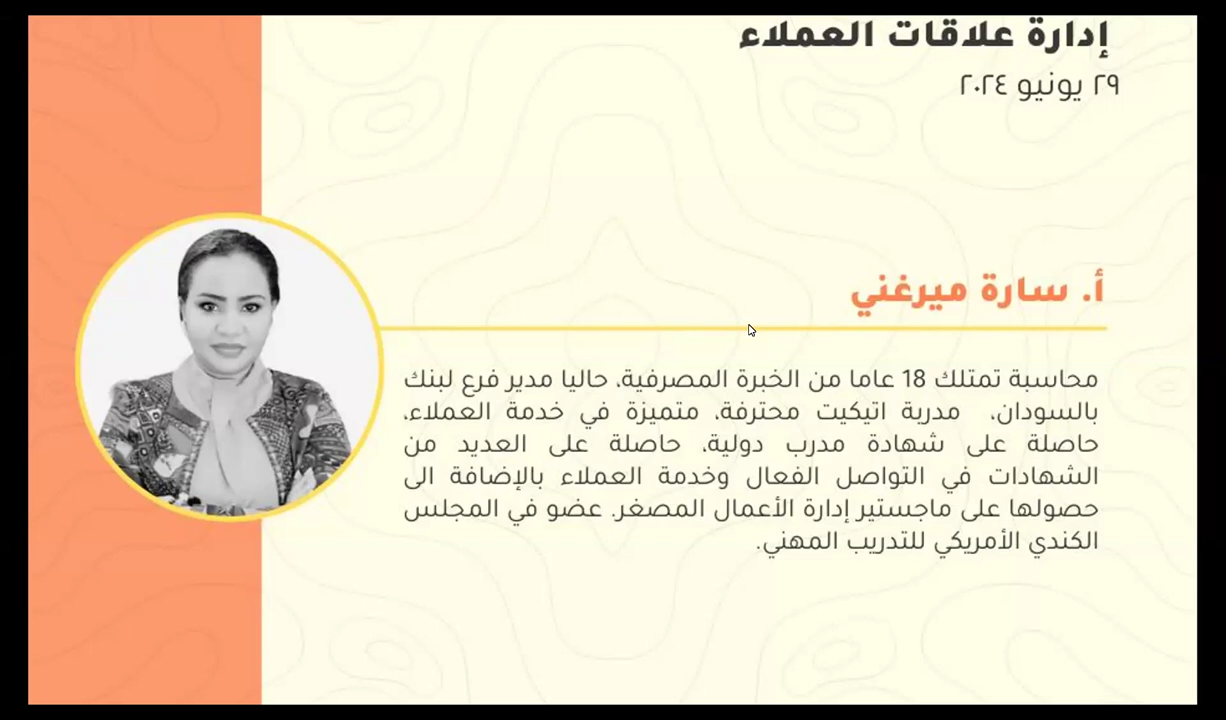 إدارة علاقات العملاء
٢٩ يونيو ٢٠٢٤
أ. سارة ميرغني
محاسبة تمتلك 18 عاما من الخبرة المصرفية، حاليا مدير فرع لبنك
بالسودان، مدربة اتيكيت محترفة، متميزة في خدمة العملاء،
حاصلة على شهادة مدرب دولية، حاصلة على العديد من
الشهادات في التواصل الفعال وخدمة العملاء بالإضافة الى
حصولها على ماجستير إدارة الأعمال المصغر. عضو في المجلس
الكندي الأمريكي للتدريب المهني.